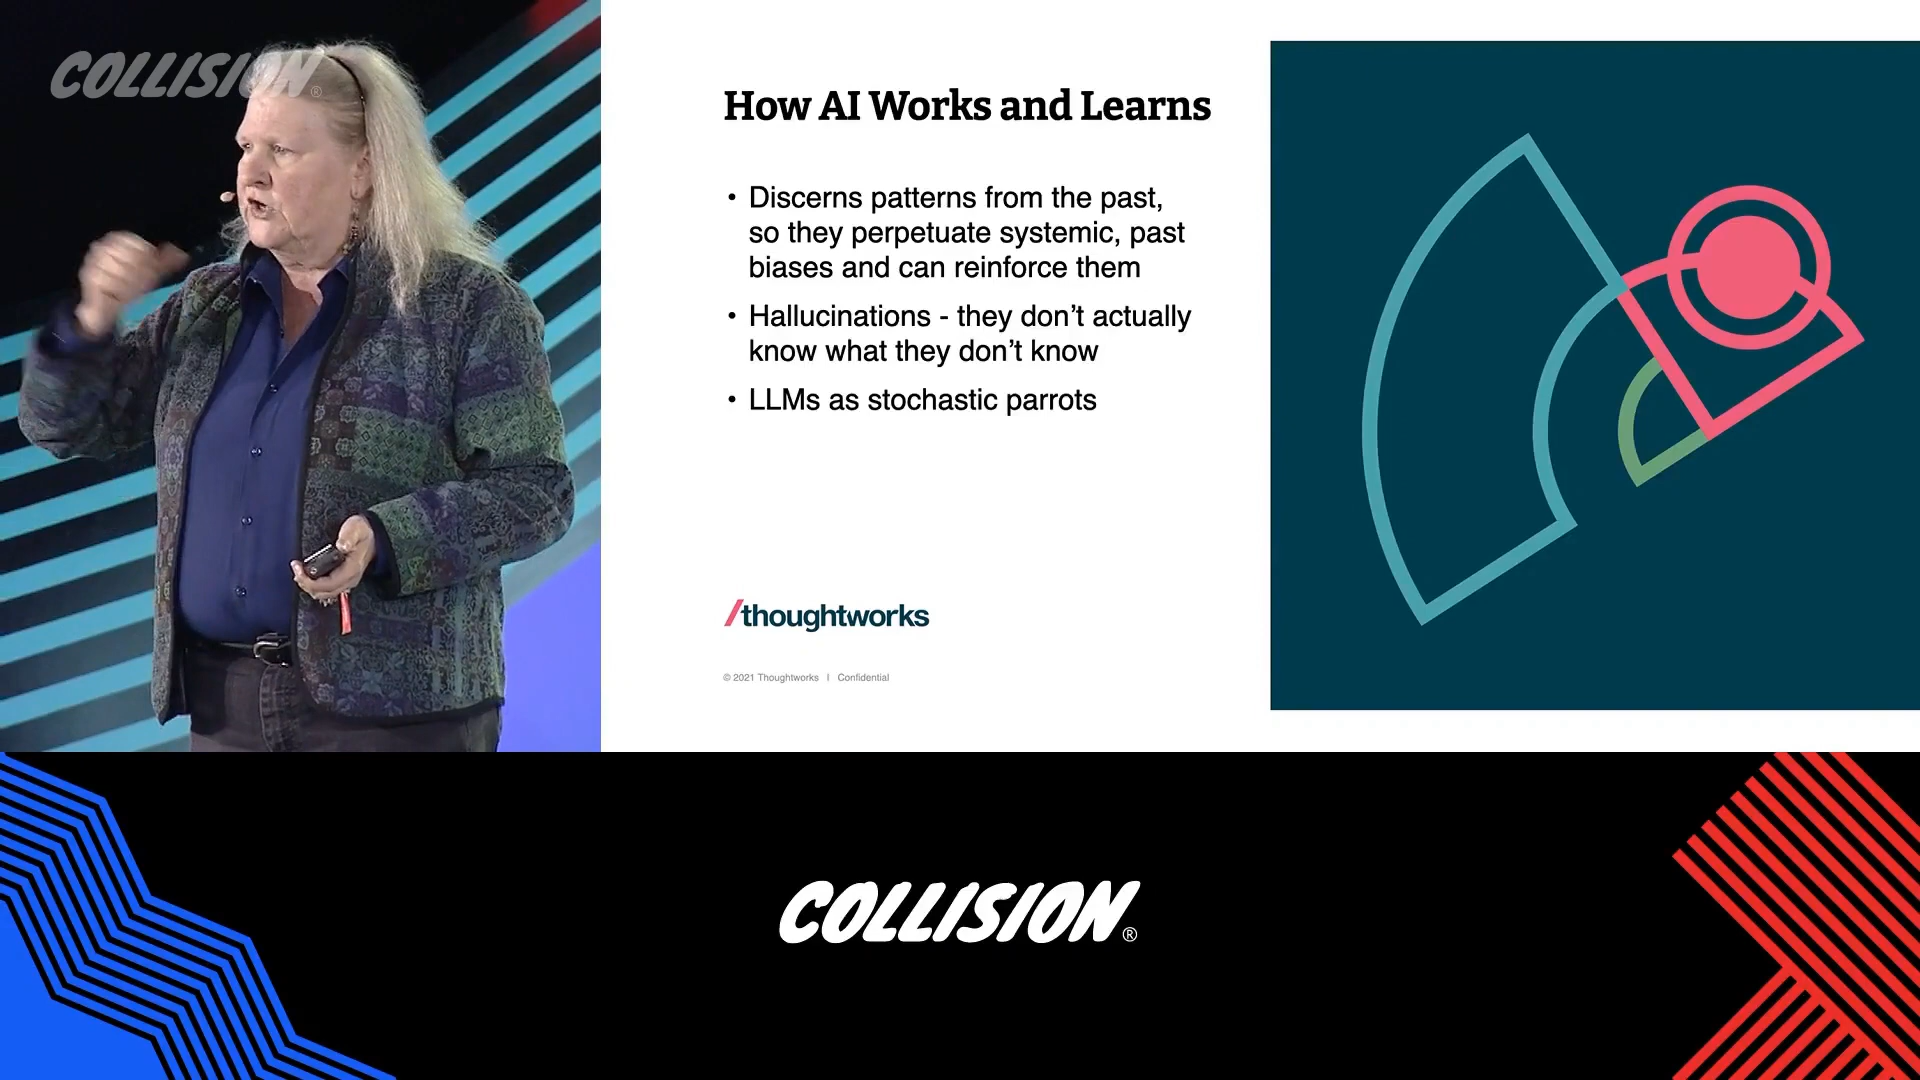 COLLISION®
How AI Works and Learns
• Discerns patterns from the past,
so they perpetuate systemic, past
biases and can reinforce them
• Hallucinations - they don’t actually
know what they don’t know
• LLMs as stochastic parrots
/thoughtworks
© 2021 Thoughtworks | Confidential
COLLISION®